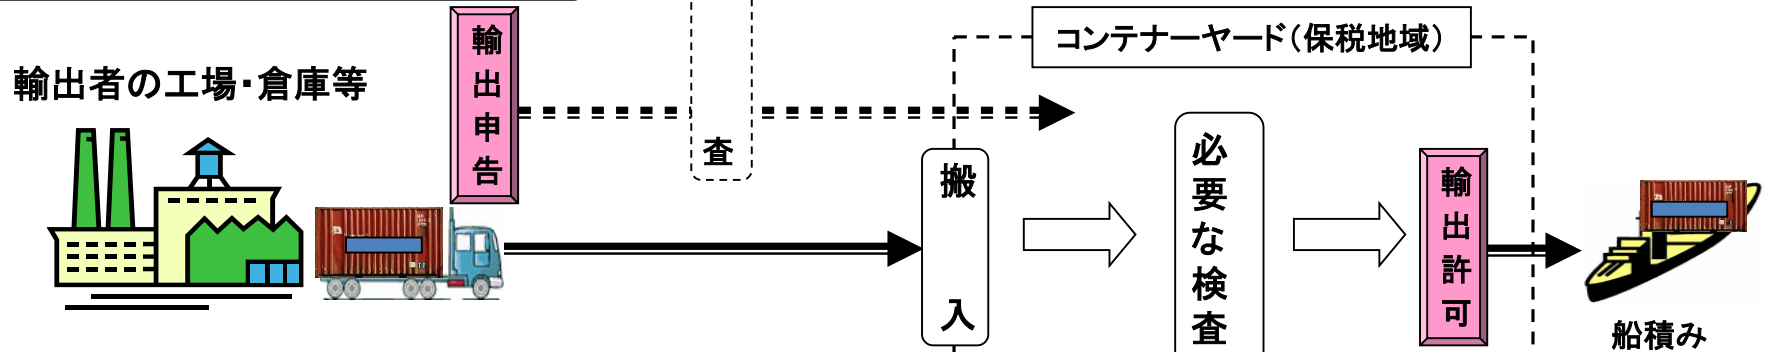 輸出者の工場・倉庫等
輸出申告
査
コンテナーヤード(保税地域)
搬入
必要な検査
輸出許可
船積み